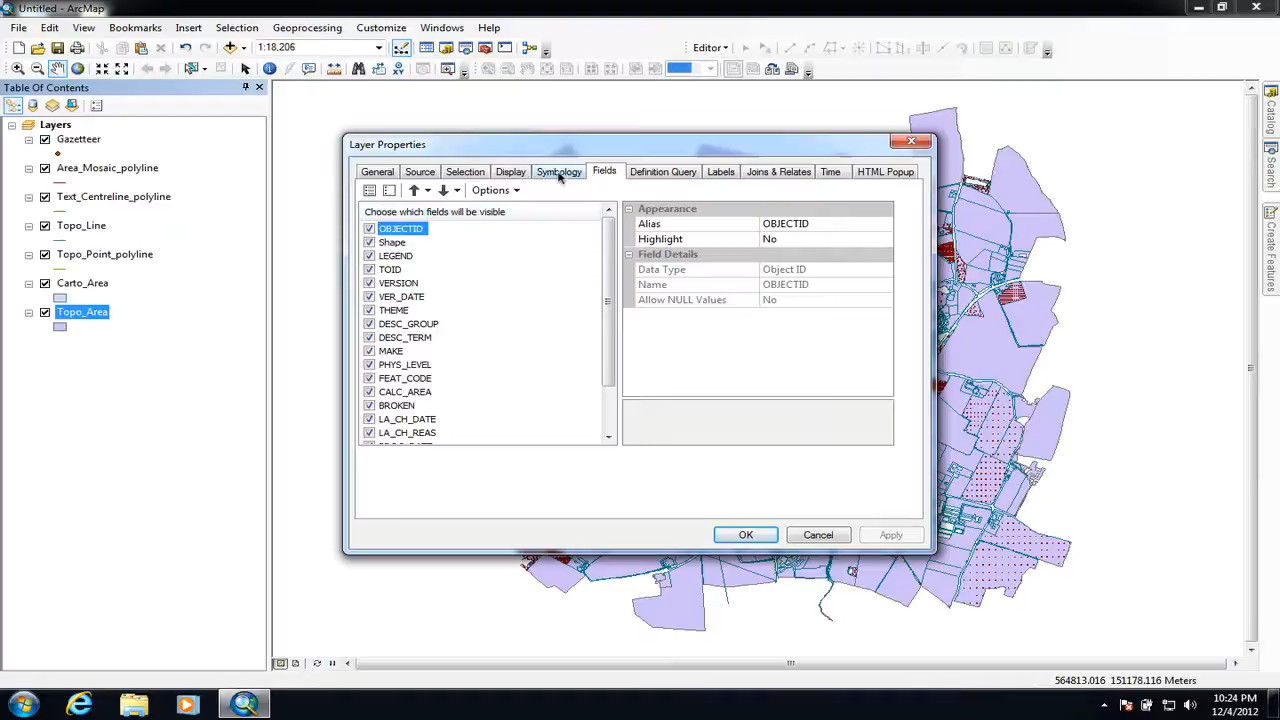 Untitled - ArcMap
File Edit View Bookmarks Insert Selection Geoprocessing Customize Windows Help
1:18,206
Editor
Table Of Contents
Layers
Gazetteer
Area_Mosaic_polyline
Text_Centreline_polyline
Topo_Line
Topo_Point_polyline
Carto_Area
Topo_Area
Layer Properties
General Source Selection Display Symbology Fields Definition Query Labels Joins & Relates Time HTML Popup
Options
Choose which fields will be visible
OBJECTID
Shape
LEGEND
TOID
VERSION
VER_DATE
THEME
DESC_GROUP
DESC_TERM
MAKE
PHYS_LEVEL
FEAT_CODE
CALC_AREA
BROKEN
LA_CH_DATE
LA_CH_REAS
Appearance
Alias OBJECTID
Highlight No
Field Details
Data Type Object ID
Name OBJECTID
Allow NULL Values No
OK Cancel Apply
Catalog
Search
Create Features
564813.016 151178.116 Meters
10:24 PM
12/4/2012